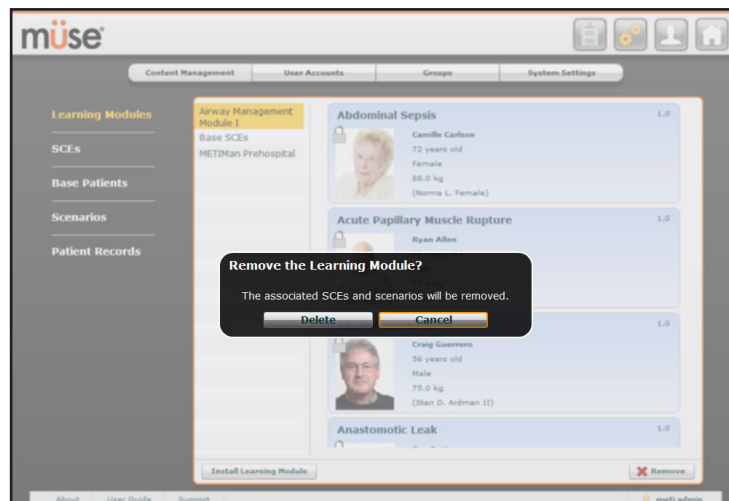 müse
Content Management
User Accounts
Groups
System Settings
Learning Modules
SCEs
Base Patients
Scenarios
Patient Records
Airway Management
Module I
Base SCEs
METIMan Prehospital
Abdominal Sepsis 1.0
Camille Carlson
72 years old
Female
88.0 kg
(Norma L. Female)
Acute Papillary Muscle Rupture 1.0
Ryan Allen
Remove the Learning Module?
The associated SCEs and scenarios will be removed.
Delete
Cancel
1.0
Craig Guerrero
56 years old
Male
75.0 kg
(Stan D. Ardman II)
Anastomotic Leak 1.0
Install Learning Module
Remove
About
User Guide
Support
meti admin